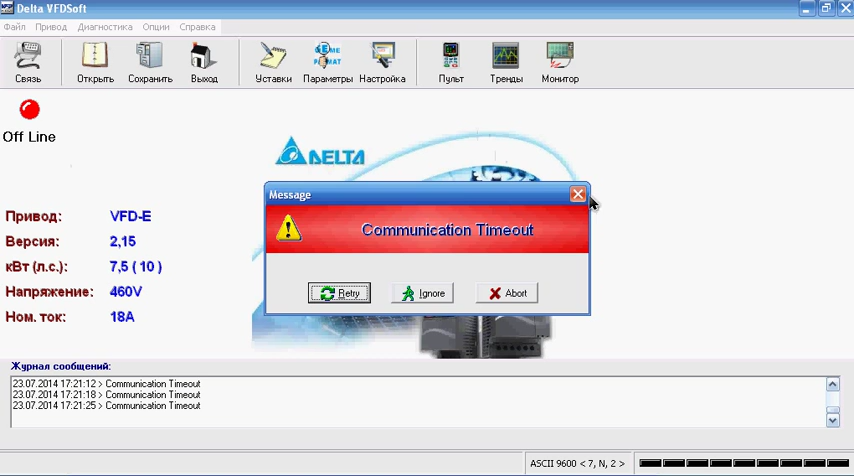 Delta VFDSoft
Файл Привод Диагностика Опции Справка
Связь Открыть Сохранить Выход Уставки Параметры Настройка Пульт Тренды Монитор
Off Line
DELTA
Message
Communication Timeout
Retry Ignore Abort
Привод: VFD-E
Версия: 2,15
кВт (л.с.): 7,5 ( 10 )
Напряжение: 460V
Ном. ток: 18A
Журнал сообщений:
23.07.2014 17:21:12 > Communication Timeout
23.07.2014 17:21:18 > Communication Timeout
23.07.2014 17:21:25 > Communication Timeout
ASCII 9600 < 7, N, 2 >